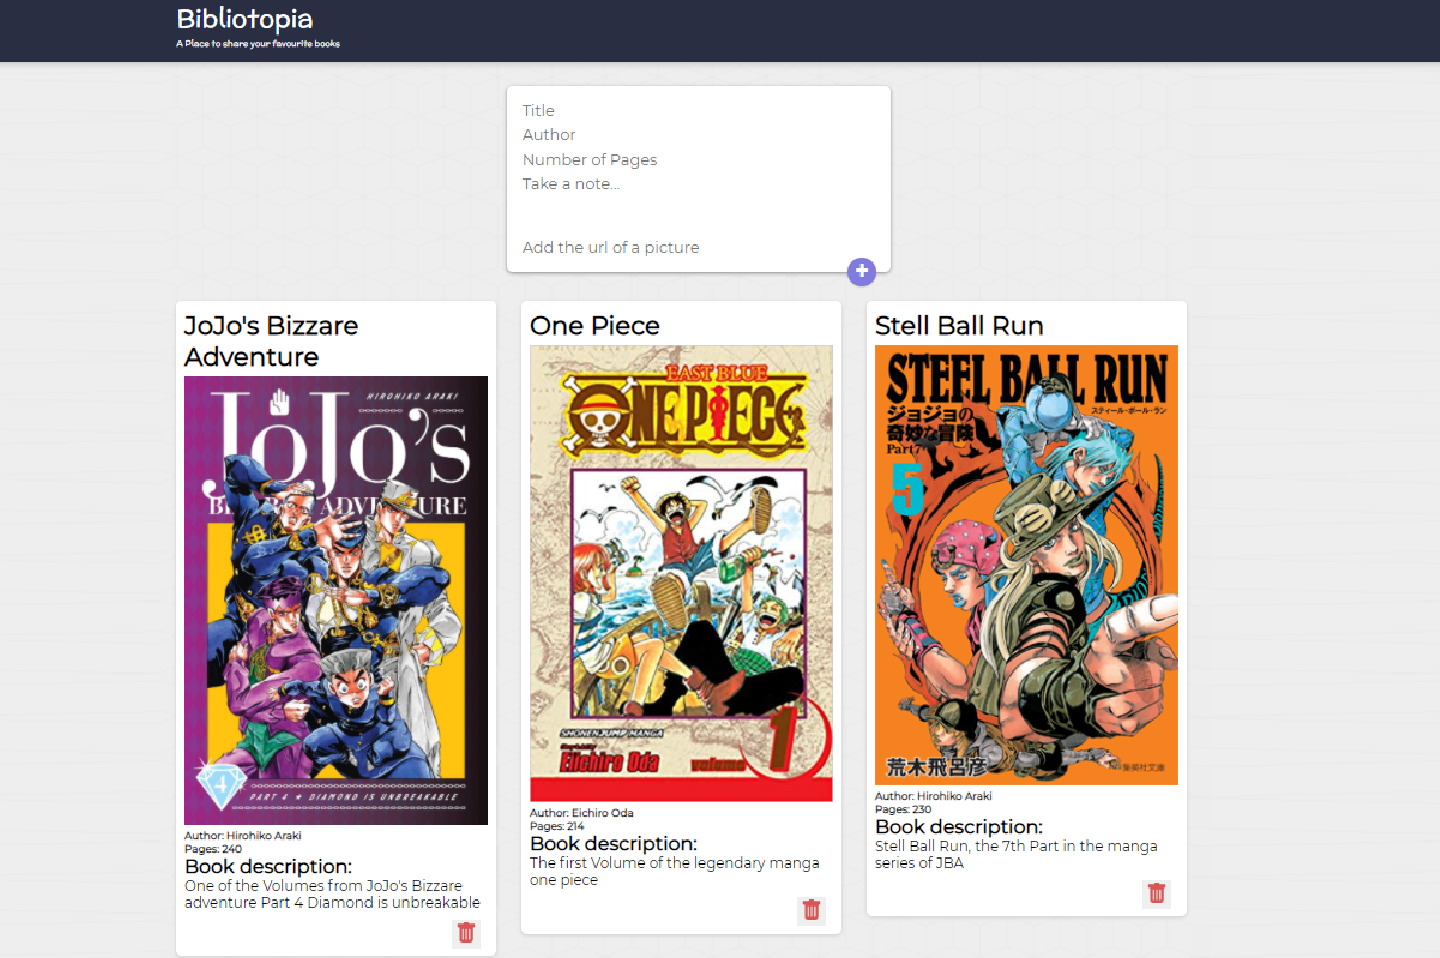 Bibliotopia
A Place to share your favourite books
Title
Author
Number of Pages
Take a note...
Add the url of a picture
JoJo's Bizzare
Adventure
HIROHIKO ARAKI
JoJo's
PART 4 ★ DIAMOND IS UNBREAKABLE
4
Author: Hirohiko Araki
Pages: 240
Book description:
One of the Volumes from JoJo's Bizzare
adventure Part 4 Diamond is unbreakable
One Piece
EAST BLUE
ONE PIECE
SHONEN JUMP MANGA
Eiichiro Oda
volume 1
Author: Eichiro Oda
Pages: 214
Book description:
The first Volume of the legendary manga
one piece
Stell Ball Run
STEEL BALL RUN
スティール・ボール・ラン
ジョジョの
奇妙な冒険
Part7
5
荒木飛呂彦
集英社文庫
Author: Hirohiko Araki
Pages: 230
Book description:
Stell Ball Run, the 7th Part in the manga
series of JBA